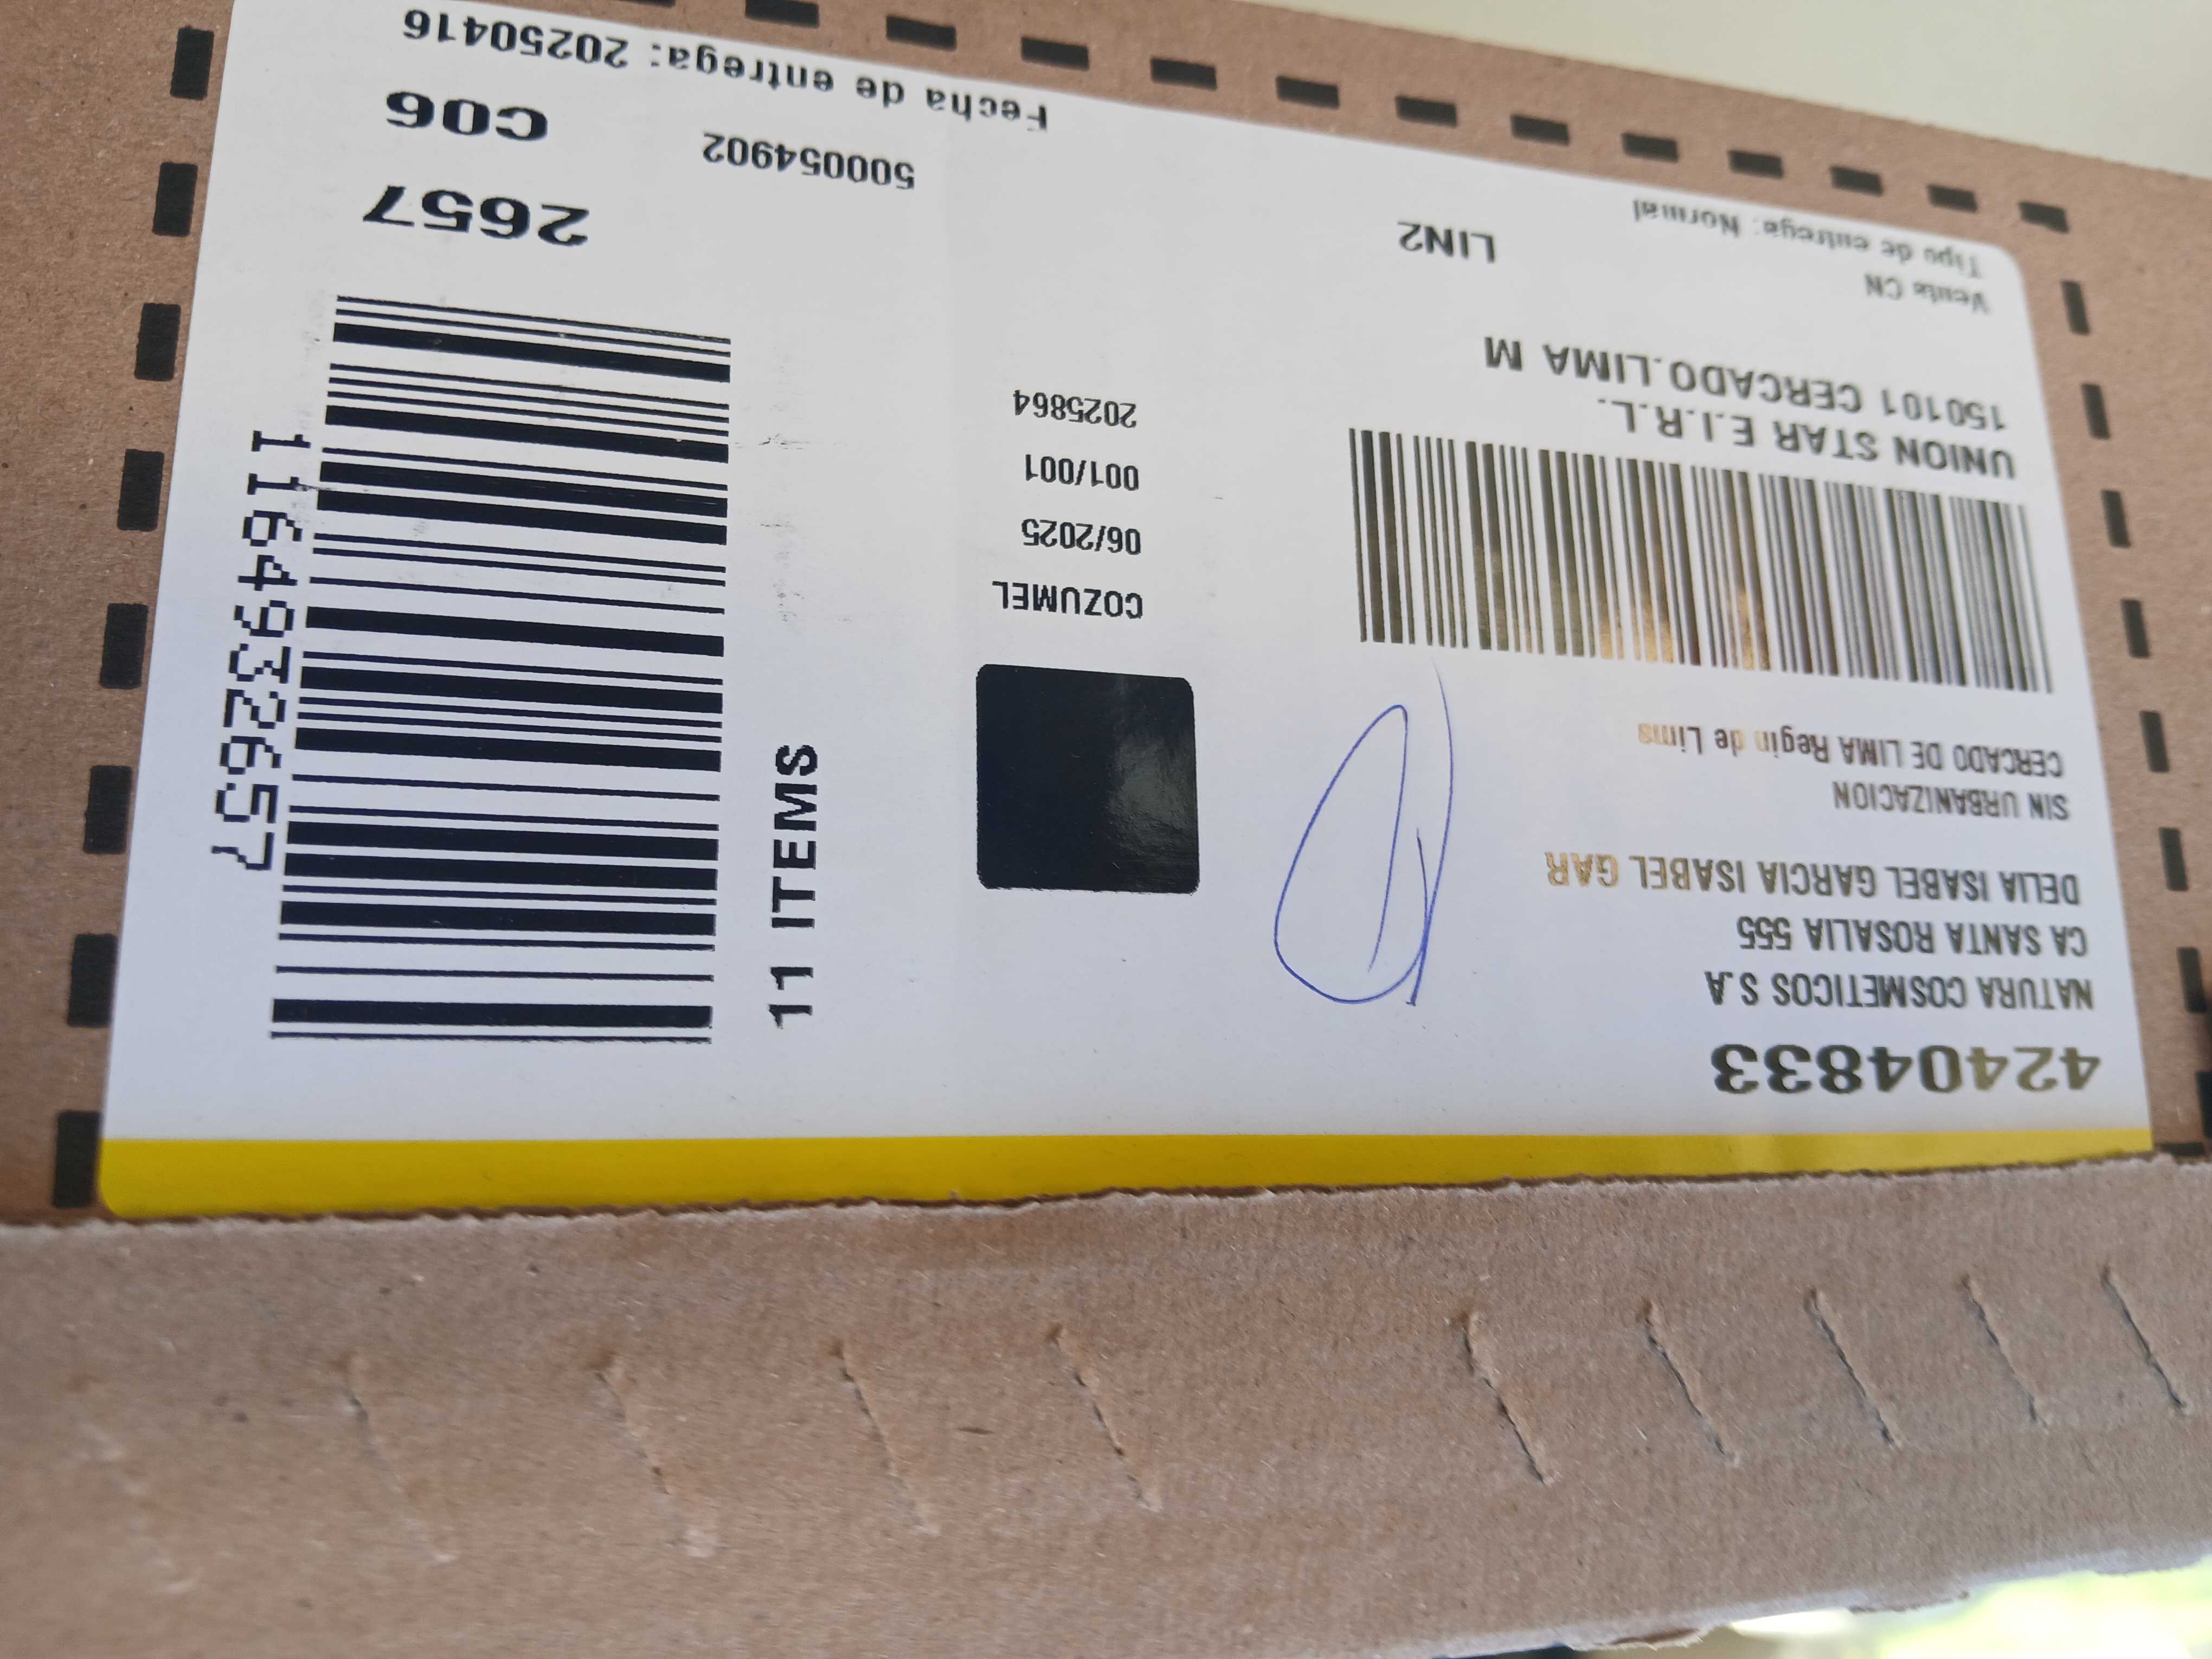 42404833
NATURA COSMETICOS S.A
CA SANTA ROSALIA 555
DELIA ISABEL GARCIA ISABEL GAR
SIN URBANIZACION
CERCADO DE LIMA Regin de Lims
UNION STAR E.I.R.L.
150101 CERCADO.LIMA M
Venta CN
Tipo de entrega: Normal
LIN2
COZUMEL
06/2025
001/001
2025864
11 ITEMS
1164932657
2657
500054902
C06
Fecha de entrega: 20250416